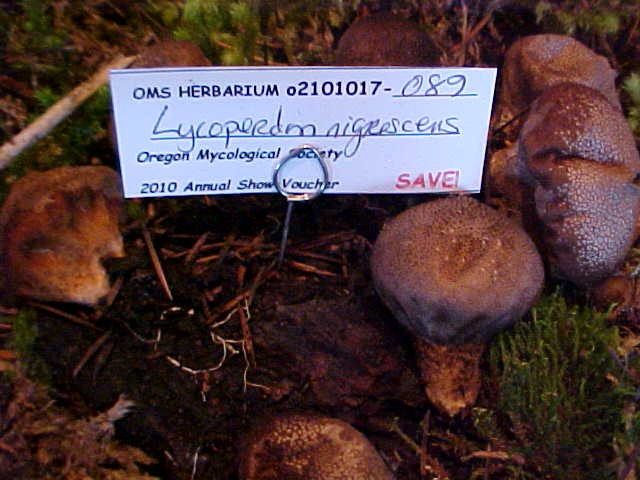 OMS HERBARIUM o2101017-089
Lycoperdon nigrescens
Oregon Mycological Society
2010 Annual Show Voucher SAVE!